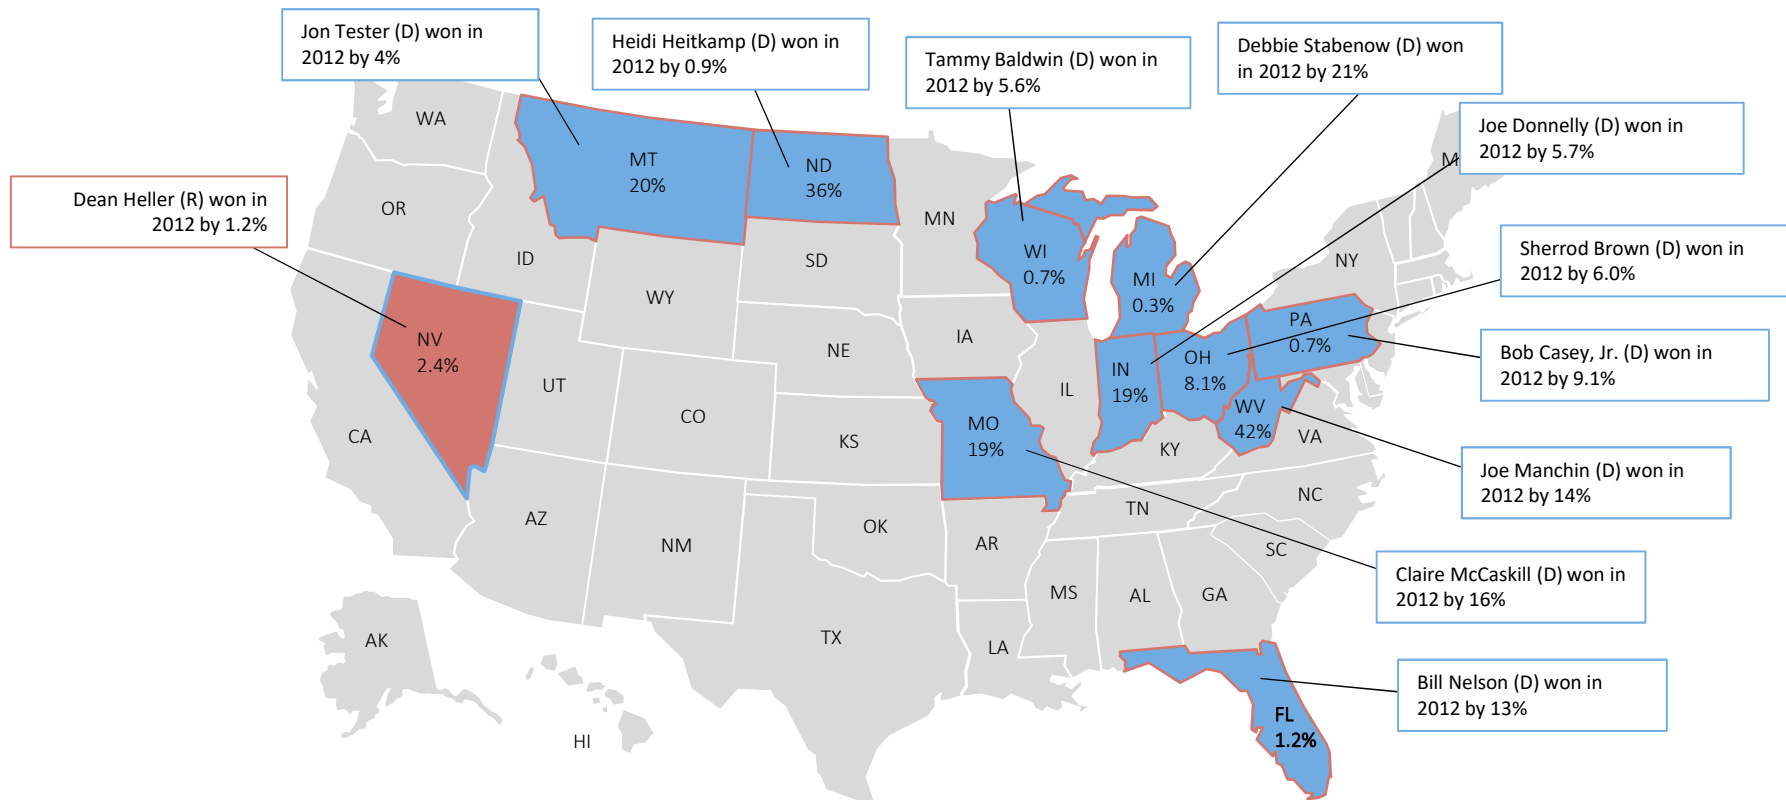 Jon Tester (D) won in
2012 by 4%
Heidi Heitkamp (D) won in
2012 by 0.9%
Tammy Baldwin (D) won in
2012 by 5.6%
Debbie Stabenow (D) won
in 2012 by 21%
Joe Donnelly (D) won in
2012 by 5.7%
Dean Heller (R) won in
2012 by 1.2%
Sherrod Brown (D) won in
2012 by 6.0%
Bob Casey, Jr. (D) won in
2012 by 9.1%
Joe Manchin (D) won in
2012 by 14%
Claire McCaskill (D) won in
2012 by 16%
Bill Nelson (D) won in
2012 by 13%
WA
OR
CA
ID
NV
2.4%
MT
20%
ND
36%
SD
WY
NE
UT
CO
KS
AZ
NM
OK
TX
MN
IA
MO
19%
AR
LA
WI
0.7%
IL
MI
0.3%
IN
19%
OH
8.1%
PA
0.7%
WV
42%
KY
VA
TN
NC
SC
MS
AL
GA
FL
1.2%
NY
M
AK
HI